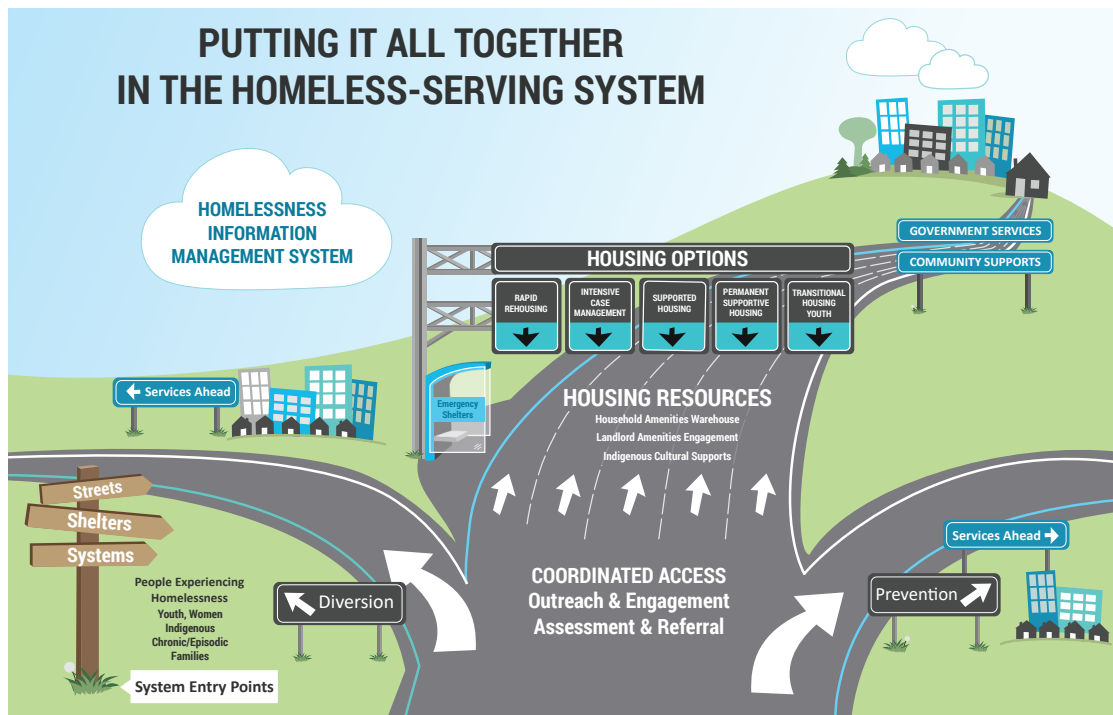 PUTTING IT ALL TOGETHER
IN THE HOMELESS-SERVING SYSTEM
HOMELESSNESS
INFORMATION
MANAGEMENT SYSTEM
GOVERNMENT SERVICES
COMMUNITY SUPPORTS
HOUSING OPTIONS
RAPID
REHOUSING
INTENSIVE
CASE
MANAGEMENT
SUPPORTED
HOUSING
PERMANENT
SUPPORTIVE
HOUSING
TRANSITIONAL
HOUSING
YOUTH
Services Ahead
Emergency
Shelters
HOUSING RESOURCES
Household Amenities Warehouse
Landlord Amenities Engagement
Indigenous Cultural Supports
Streets
Shelters
Systems
People Experiencing
Homelessness
Youth, Women
Indigenous
Chronic/Episodic
Families
System Entry Points
Diversion
COORDINATED ACCESS
Outreach & Engagement
Assessment & Referral
Services Ahead
Prevention